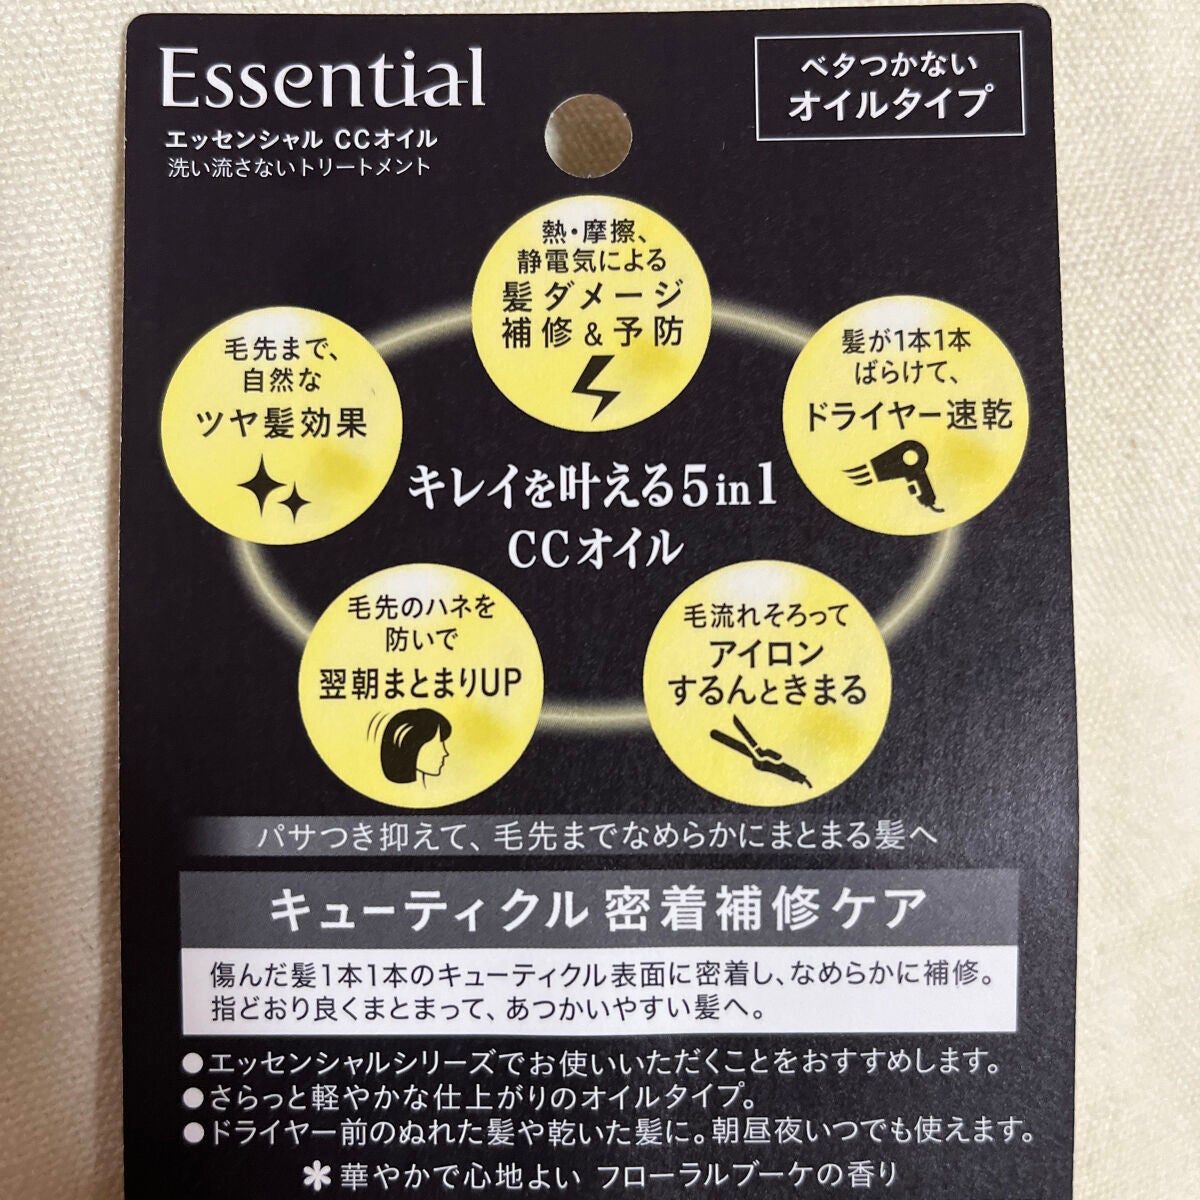 Essential
エッセンシャル CCオイル
洗い流さないトリートメント
ベタつかない
オイルタイプ
熱・摩擦、
静電気による
髪ダメージ
補修&予防
毛先まで、
自然な
ツヤ髪効果
髪が1本1本
ばらけて、
ドライヤー速乾
キレイを叶える5in1
CCオイル
毛先のハネを
防いで
翌朝まとまりUP
毛流れそろって
アイロン
するんときまる
パサつき抑えて、毛先までなめらかにまとまる髪へ
キューティクル 密着補修ケア
傷んだ髪1本1本のキューティクル表面に密着し、なめらかに補修。
指どおり良くまとまって、あつかいやすい髪へ。
●エッセンシャルシリーズでお使いいただくことをおすすめします。
●さらっと軽やかな仕上がりのオイルタイプ。
●ドライヤー前のぬれた髪や乾いた髪に。朝昼夜いつでも使えます。
＊華やかで心地よい フローラルブーケの香り